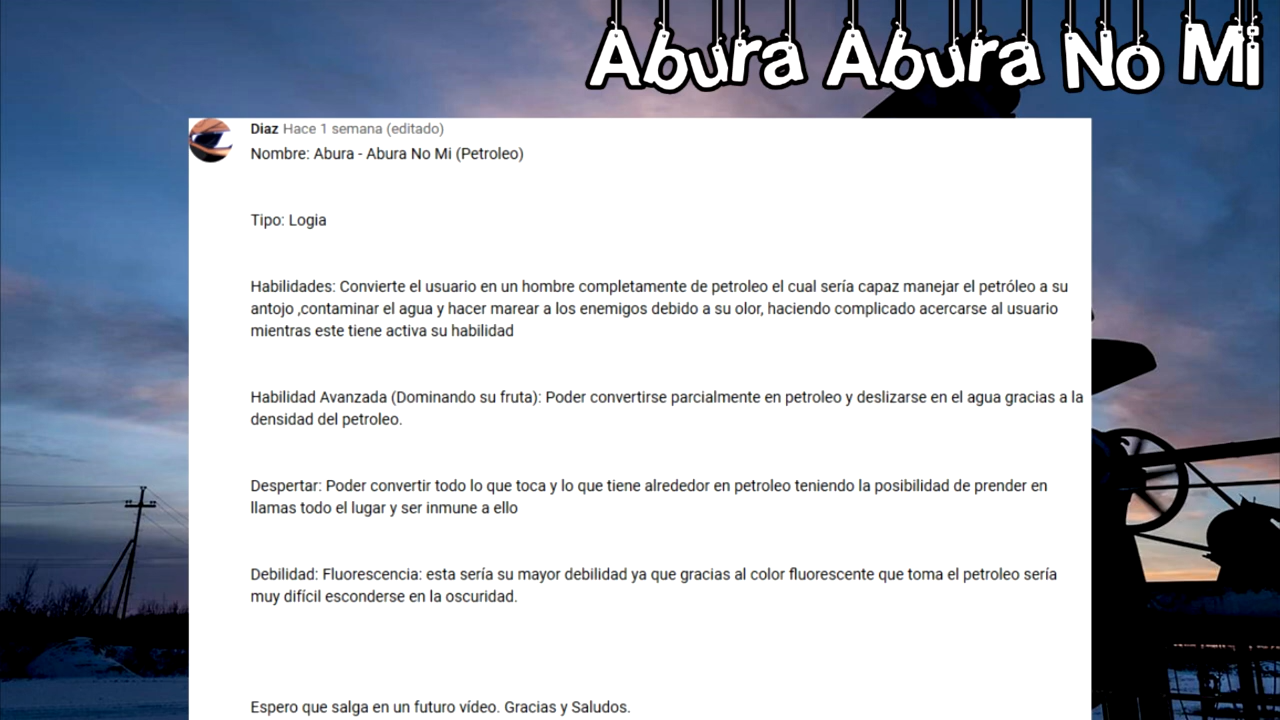 Abura Abura No Mi
Diaz Hace 1 semana (editado)
Nombre: Abura - Abura No Mi (Petroleo)
Tipo: Logia
Habilidades: Convierte el usuario en un hombre completamente de petroleo el cual sería capaz manejar el petróleo a su
antojo ,contaminar el agua y hacer marear a los enemigos debido a su olor, haciendo complicado acercarse al usuario
mientras este tiene activa su habilidad
Habilidad Avanzada (Dominando su fruta): Poder convertirse parcialmente en petroleo y deslizarse en el agua gracias a la
densidad del petroleo.
Despertar: Poder convertir todo lo que toca y lo que tiene alrededor en petroleo teniendo la posibilidad de prender en
llamas todo el lugar y ser inmune a ello
Debilidad: Fluorescencia: esta sería su mayor debilidad ya que gracias al color fluorescente que toma el petroleo sería
muy difícil esconderse en la oscuridad.
Espero que salga en un futuro vídeo. Gracias y Saludos.